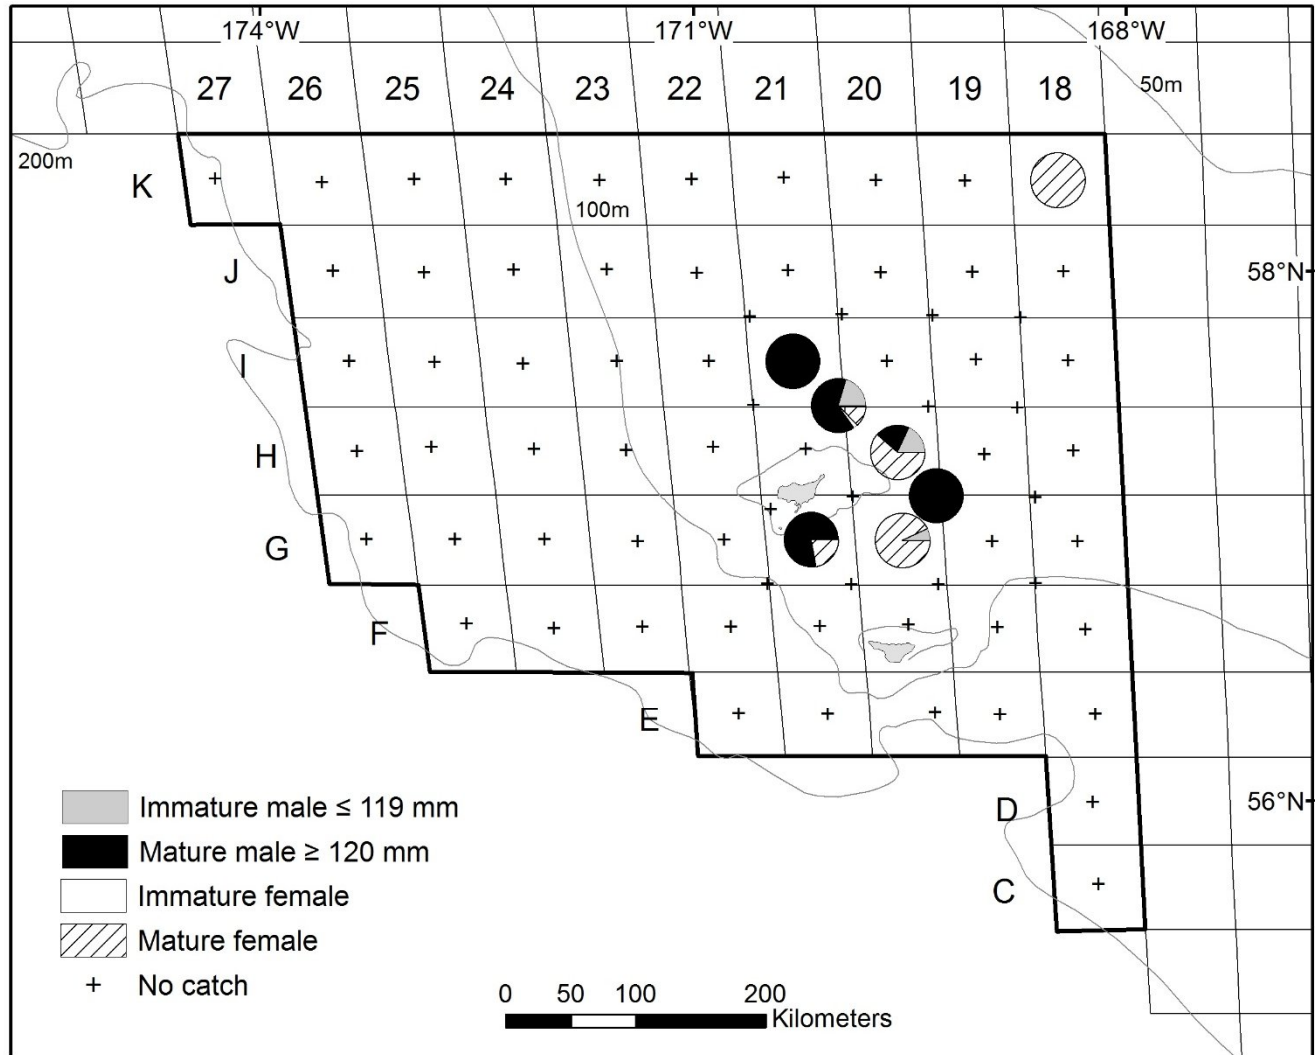 174°W 171°W 168°W
27 26 25 24 23 22 21 20 19 18
50m
200m
K
100m
J
58°N
I
H
G
F
E
Immature male ≤ 119 mm
D
56°N
Mature male ≥ 120 mm
Immature female
C
Mature female
No catch
0 50 100 200
Kilometers